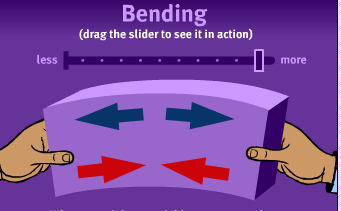 Bending
(drag the slider to see it in action)
less more